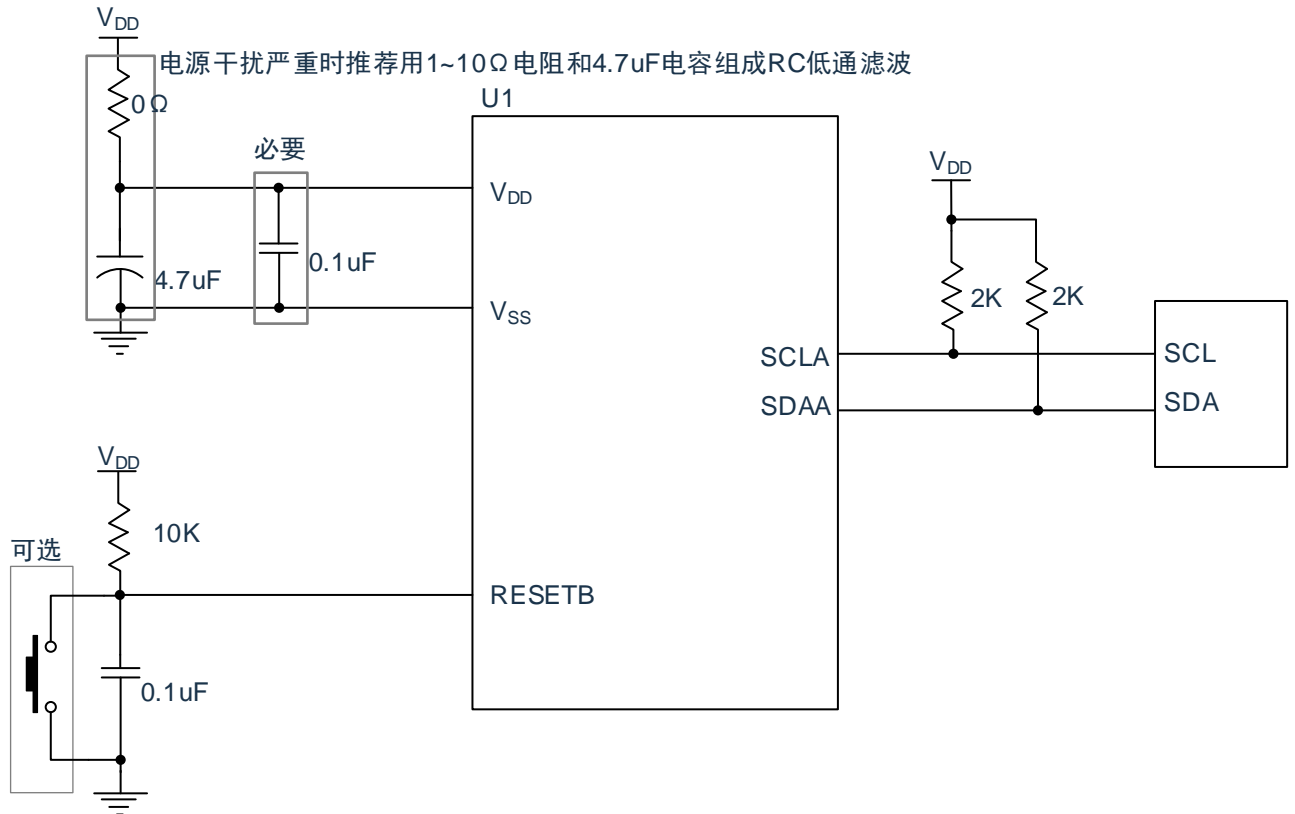 VDD
电源干扰严重时推荐用1~10Ω电阻和4.7uF电容组成RC低通滤波
0Ω
U1
必要
VDD
0.1uF
4.7uF
VSS
VDD
2K
2K
SCLA
SCL
SDAA
SDA
VDD
10K
可选
RESETB
0.1uF